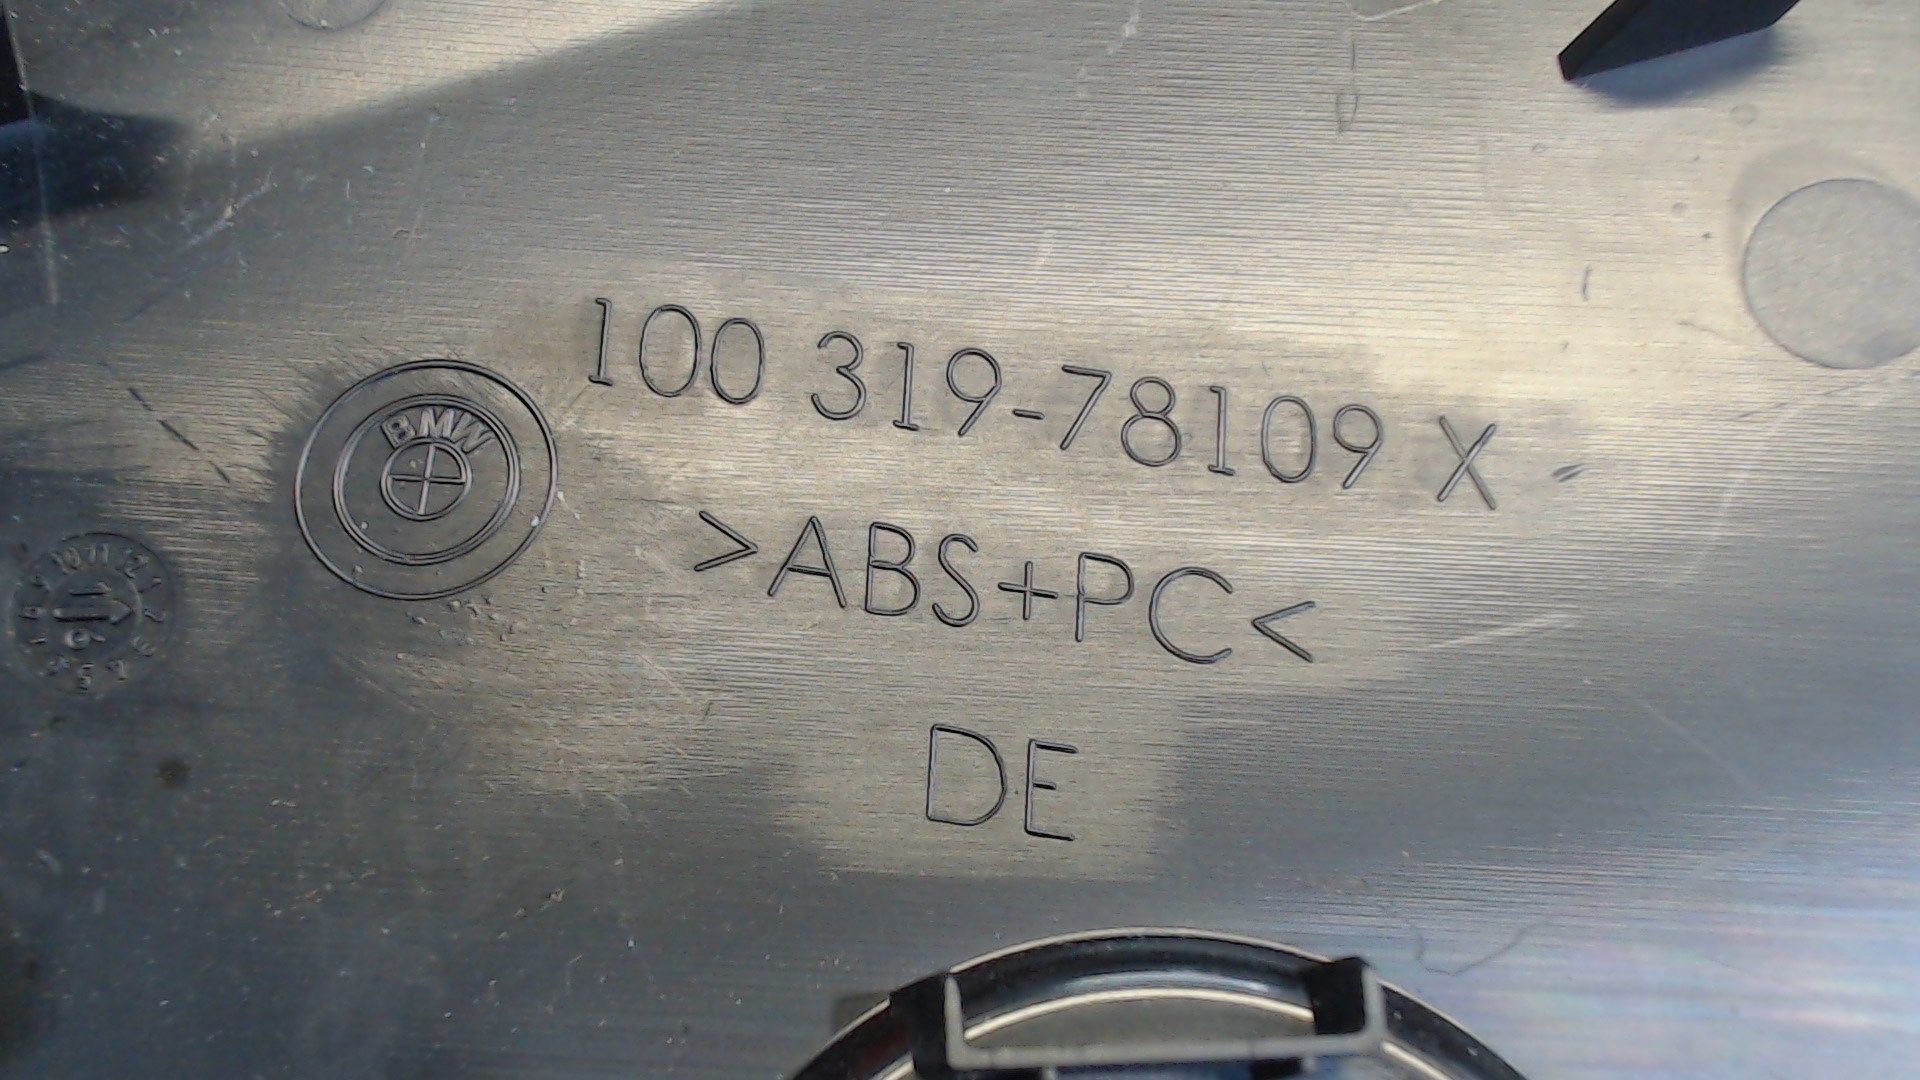 100 319-78109 X
BMW
>ABS+PC<
DE